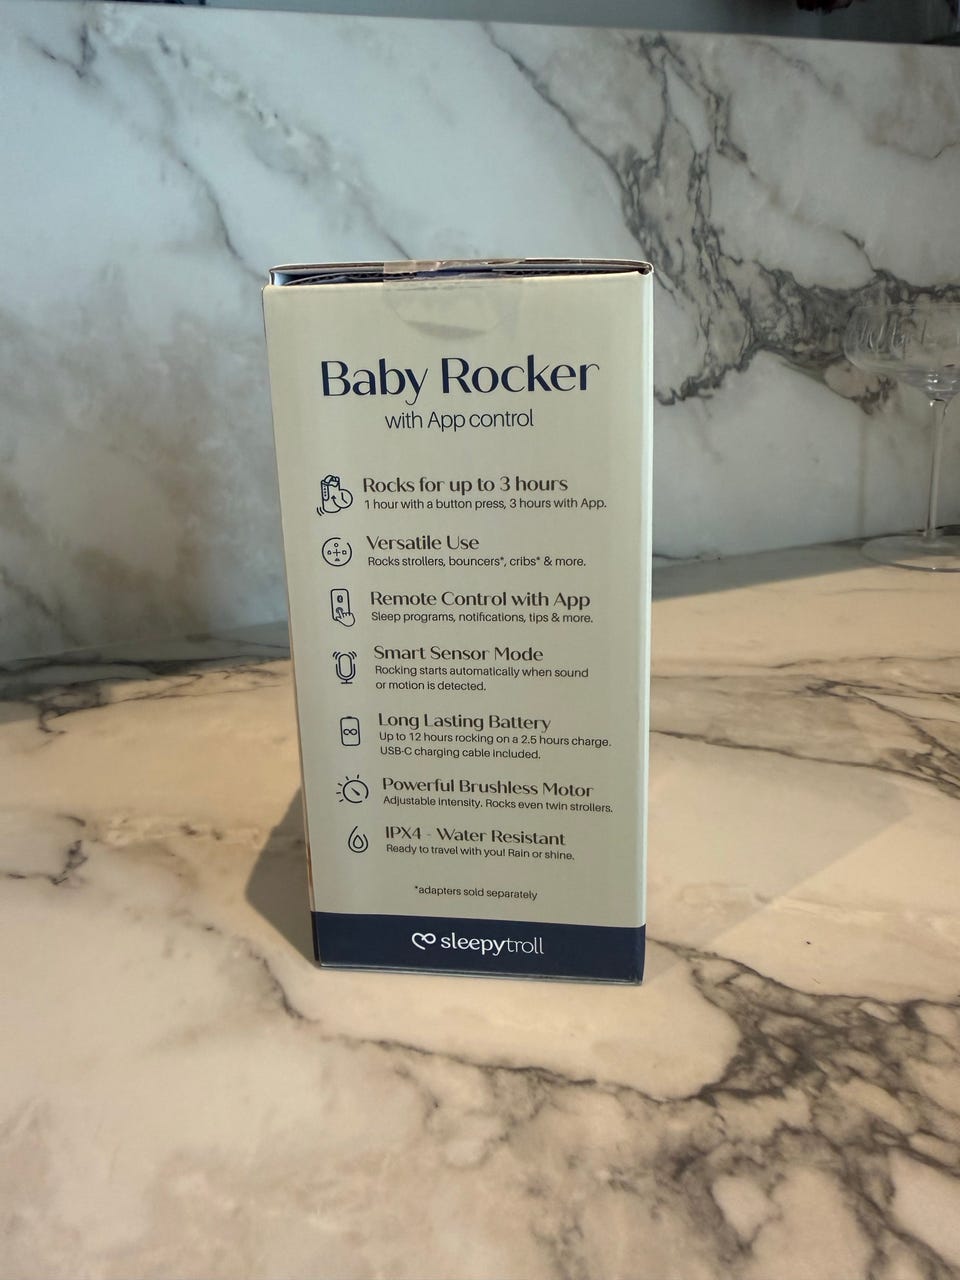 Baby Rocker
with App control
Rocks for up to 3 hours
1 hour with a button press, 3 hours with App.
Versatile Use
Rocks strollers, bouncers*, cribs* & more.
Remote Control with App
Sleep programs, notifications, tips & more.
Smart Sensor Mode
Rocking starts automatically when sound
or motion is detected.
Long Lasting Battery
Up to 12 hours rocking on a 2.5 hours charge.
USB-C charging cable included.
Powerful Brushless Motor
Adjustable intensity. Rocks even twin strollers.
IPX4 - Water Resistant
Ready to travel with you! Rain or shine.
*adapters sold separately
sleepytroll